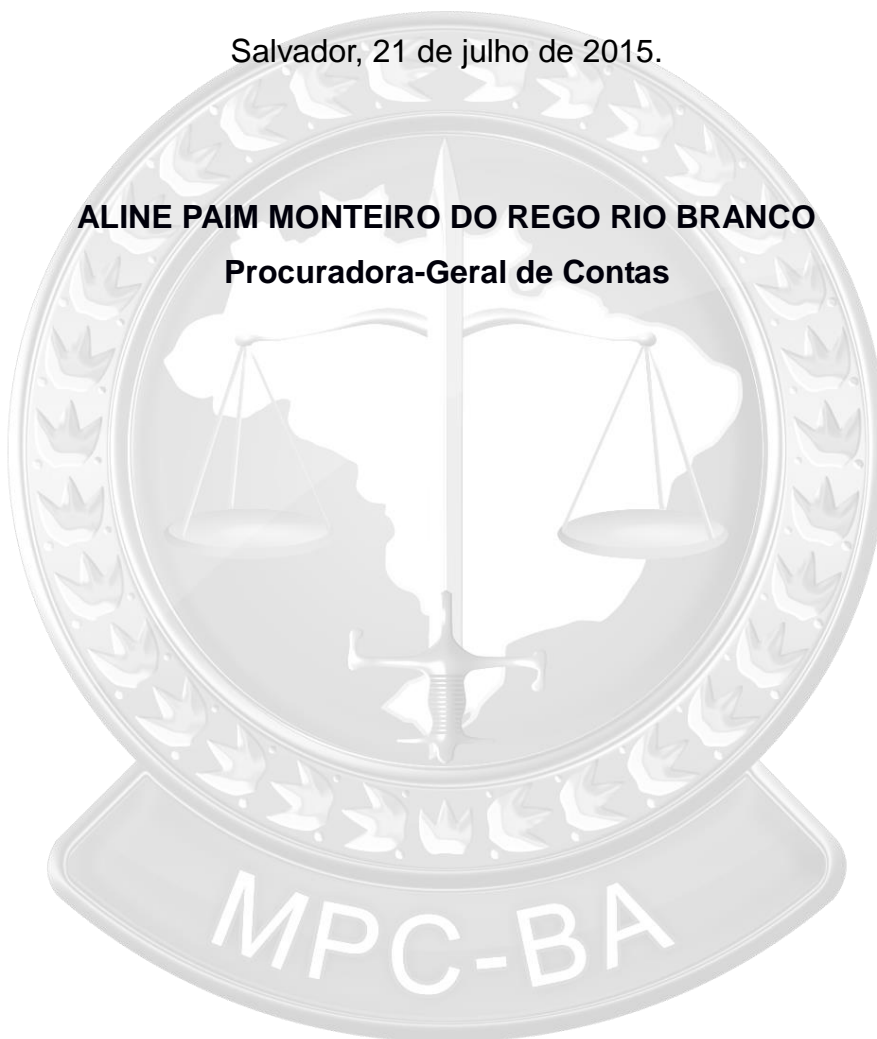 Salvador, 21 de julho de 2015.
ALINE PAIM MONTEIRO DO REGO RIO BRANCO
Procuradora-Geral de Contas
MPC-BA